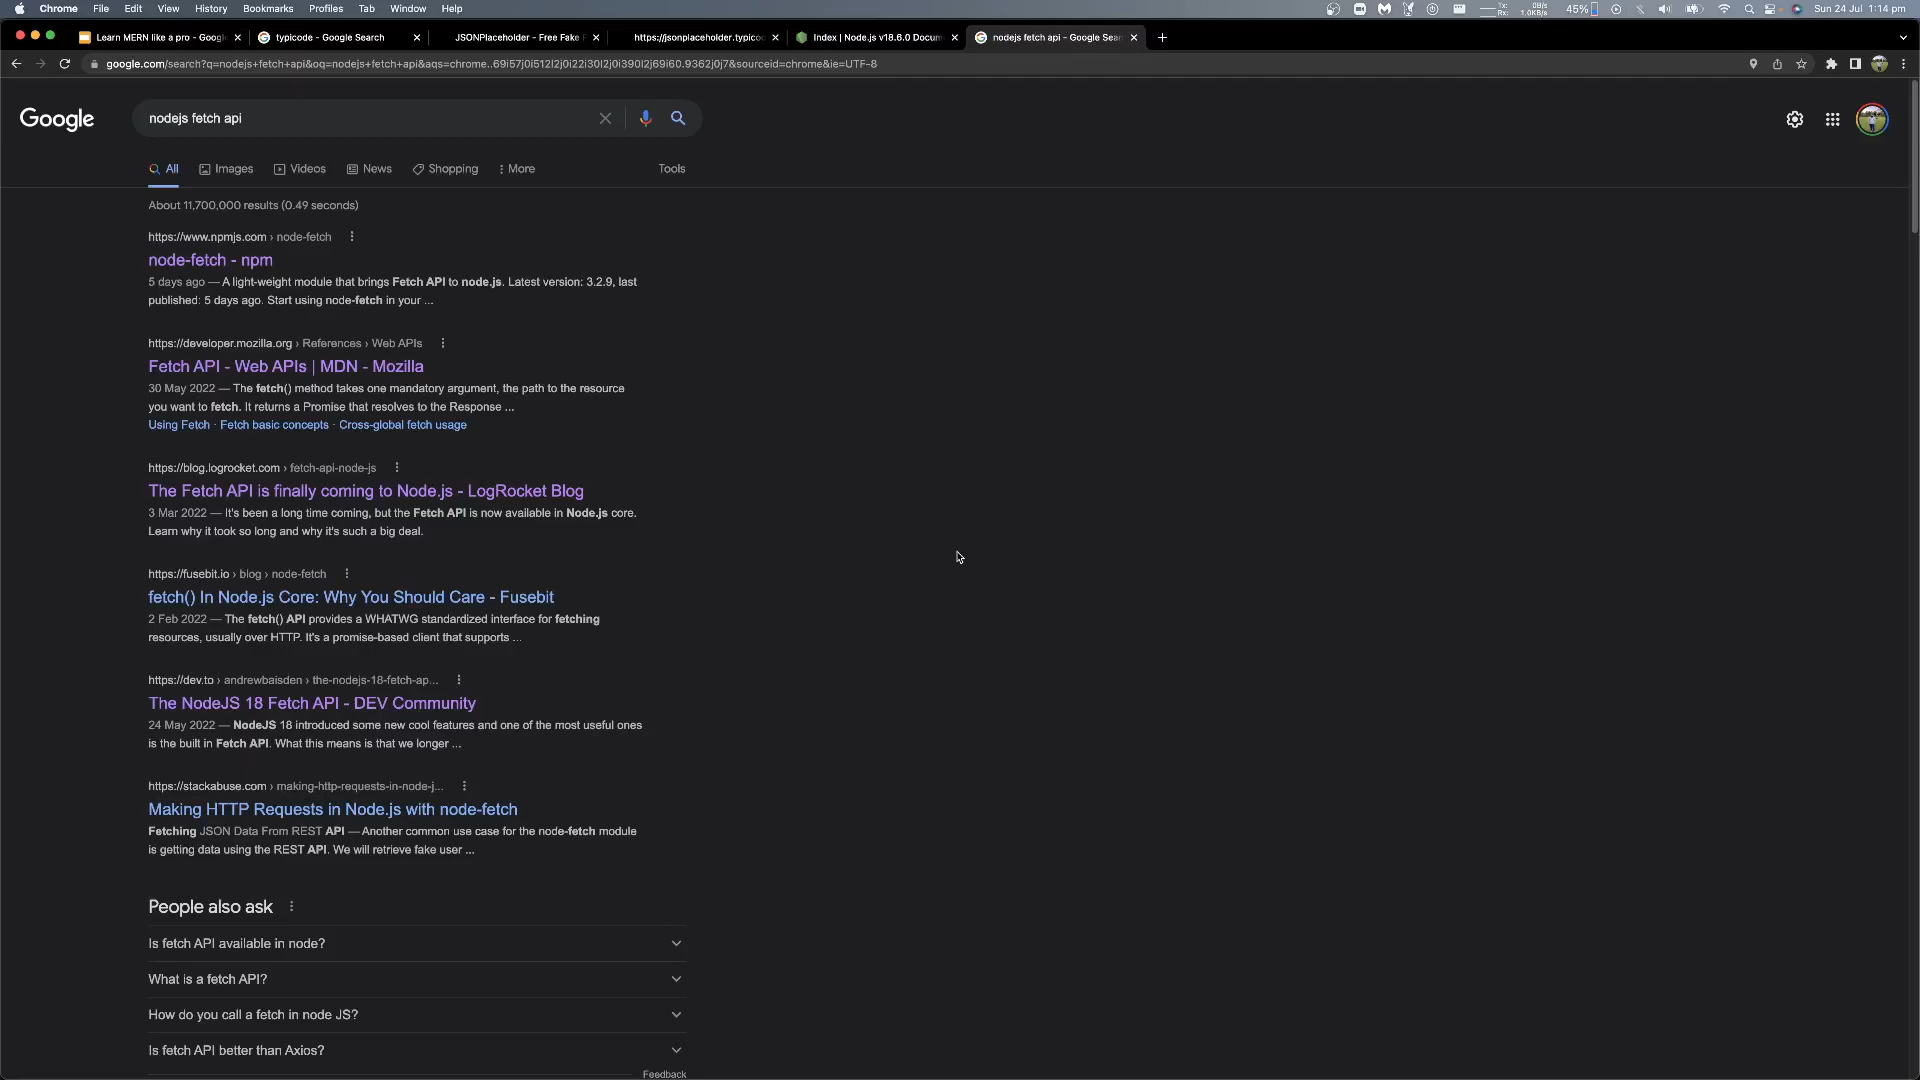 Chrome File Edit View History Bookmarks Profiles Tab Window Help
Tx: 0B/s
Rx: 1.0KB/s
45%
Sun 24 Jul 1:14 pm
Learn MERN like a pro - Google
typicode - Google Search
JSONPlaceholder - Free Fake
https://jsonplaceholder.typico
Index | Node.js v18.6.0 Docum
nodejs fetch api - Google Sear
google.com/search?q=nodejs+fetch+api&oq=nodejs+fetch+api&aqs=chrome..69i57j0i512l2j0i22i30l2j0i390l2j69i60.9362j0j7&sourceid=chrome&ie=UTF-8
Google
nodejs fetch api
All Images Videos News Shopping More Tools
About 11,700,000 results (0.49 seconds)
https://www.npmjs.com › node-fetch
node-fetch - npm
5 days ago — A light-weight module that brings Fetch API to node.js. Latest version: 3.2.9, last
published: 5 days ago. Start using node-fetch in your ...
https://developer.mozilla.org › References › Web APIs
Fetch API - Web APIs | MDN - Mozilla
30 May 2022 — The fetch() method takes one mandatory argument, the path to the resource
you want to fetch. It returns a Promise that resolves to the Response ...
Using Fetch · Fetch basic concepts · Cross-global fetch usage
https://blog.logrocket.com › fetch-api-node-js
The Fetch API is finally coming to Node.js - LogRocket Blog
3 Mar 2022 — It's been a long time coming, but the Fetch API is now available in Node.js core.
Learn why it took so long and why it's such a big deal.
https://fusebit.io › blog › node-fetch
fetch() In Node.js Core: Why You Should Care - Fusebit
2 Feb 2022 — The fetch() API provides a WHATWG standardized interface for fetching
resources, usually over HTTP. It's a promise-based client that supports ...
https://dev.to › andrewbaisden › the-nodejs-18-fetch-ap...
The NodeJS 18 Fetch API - DEV Community
24 May 2022 — NodeJS 18 introduced some new cool features and one of the most useful ones
is the built in Fetch API. What this means is that we longer ...
https://stackabuse.com › making-http-requests-in-node-j...
Making HTTP Requests in Node.js with node-fetch
Fetching JSON Data From REST API — Another common use case for the node-fetch module
is getting data using the REST API. We will retrieve fake user ...
People also ask
Is fetch API available in node?
What is a fetch API?
How do you call a fetch in node JS?
Is fetch API better than Axios?
Feedback